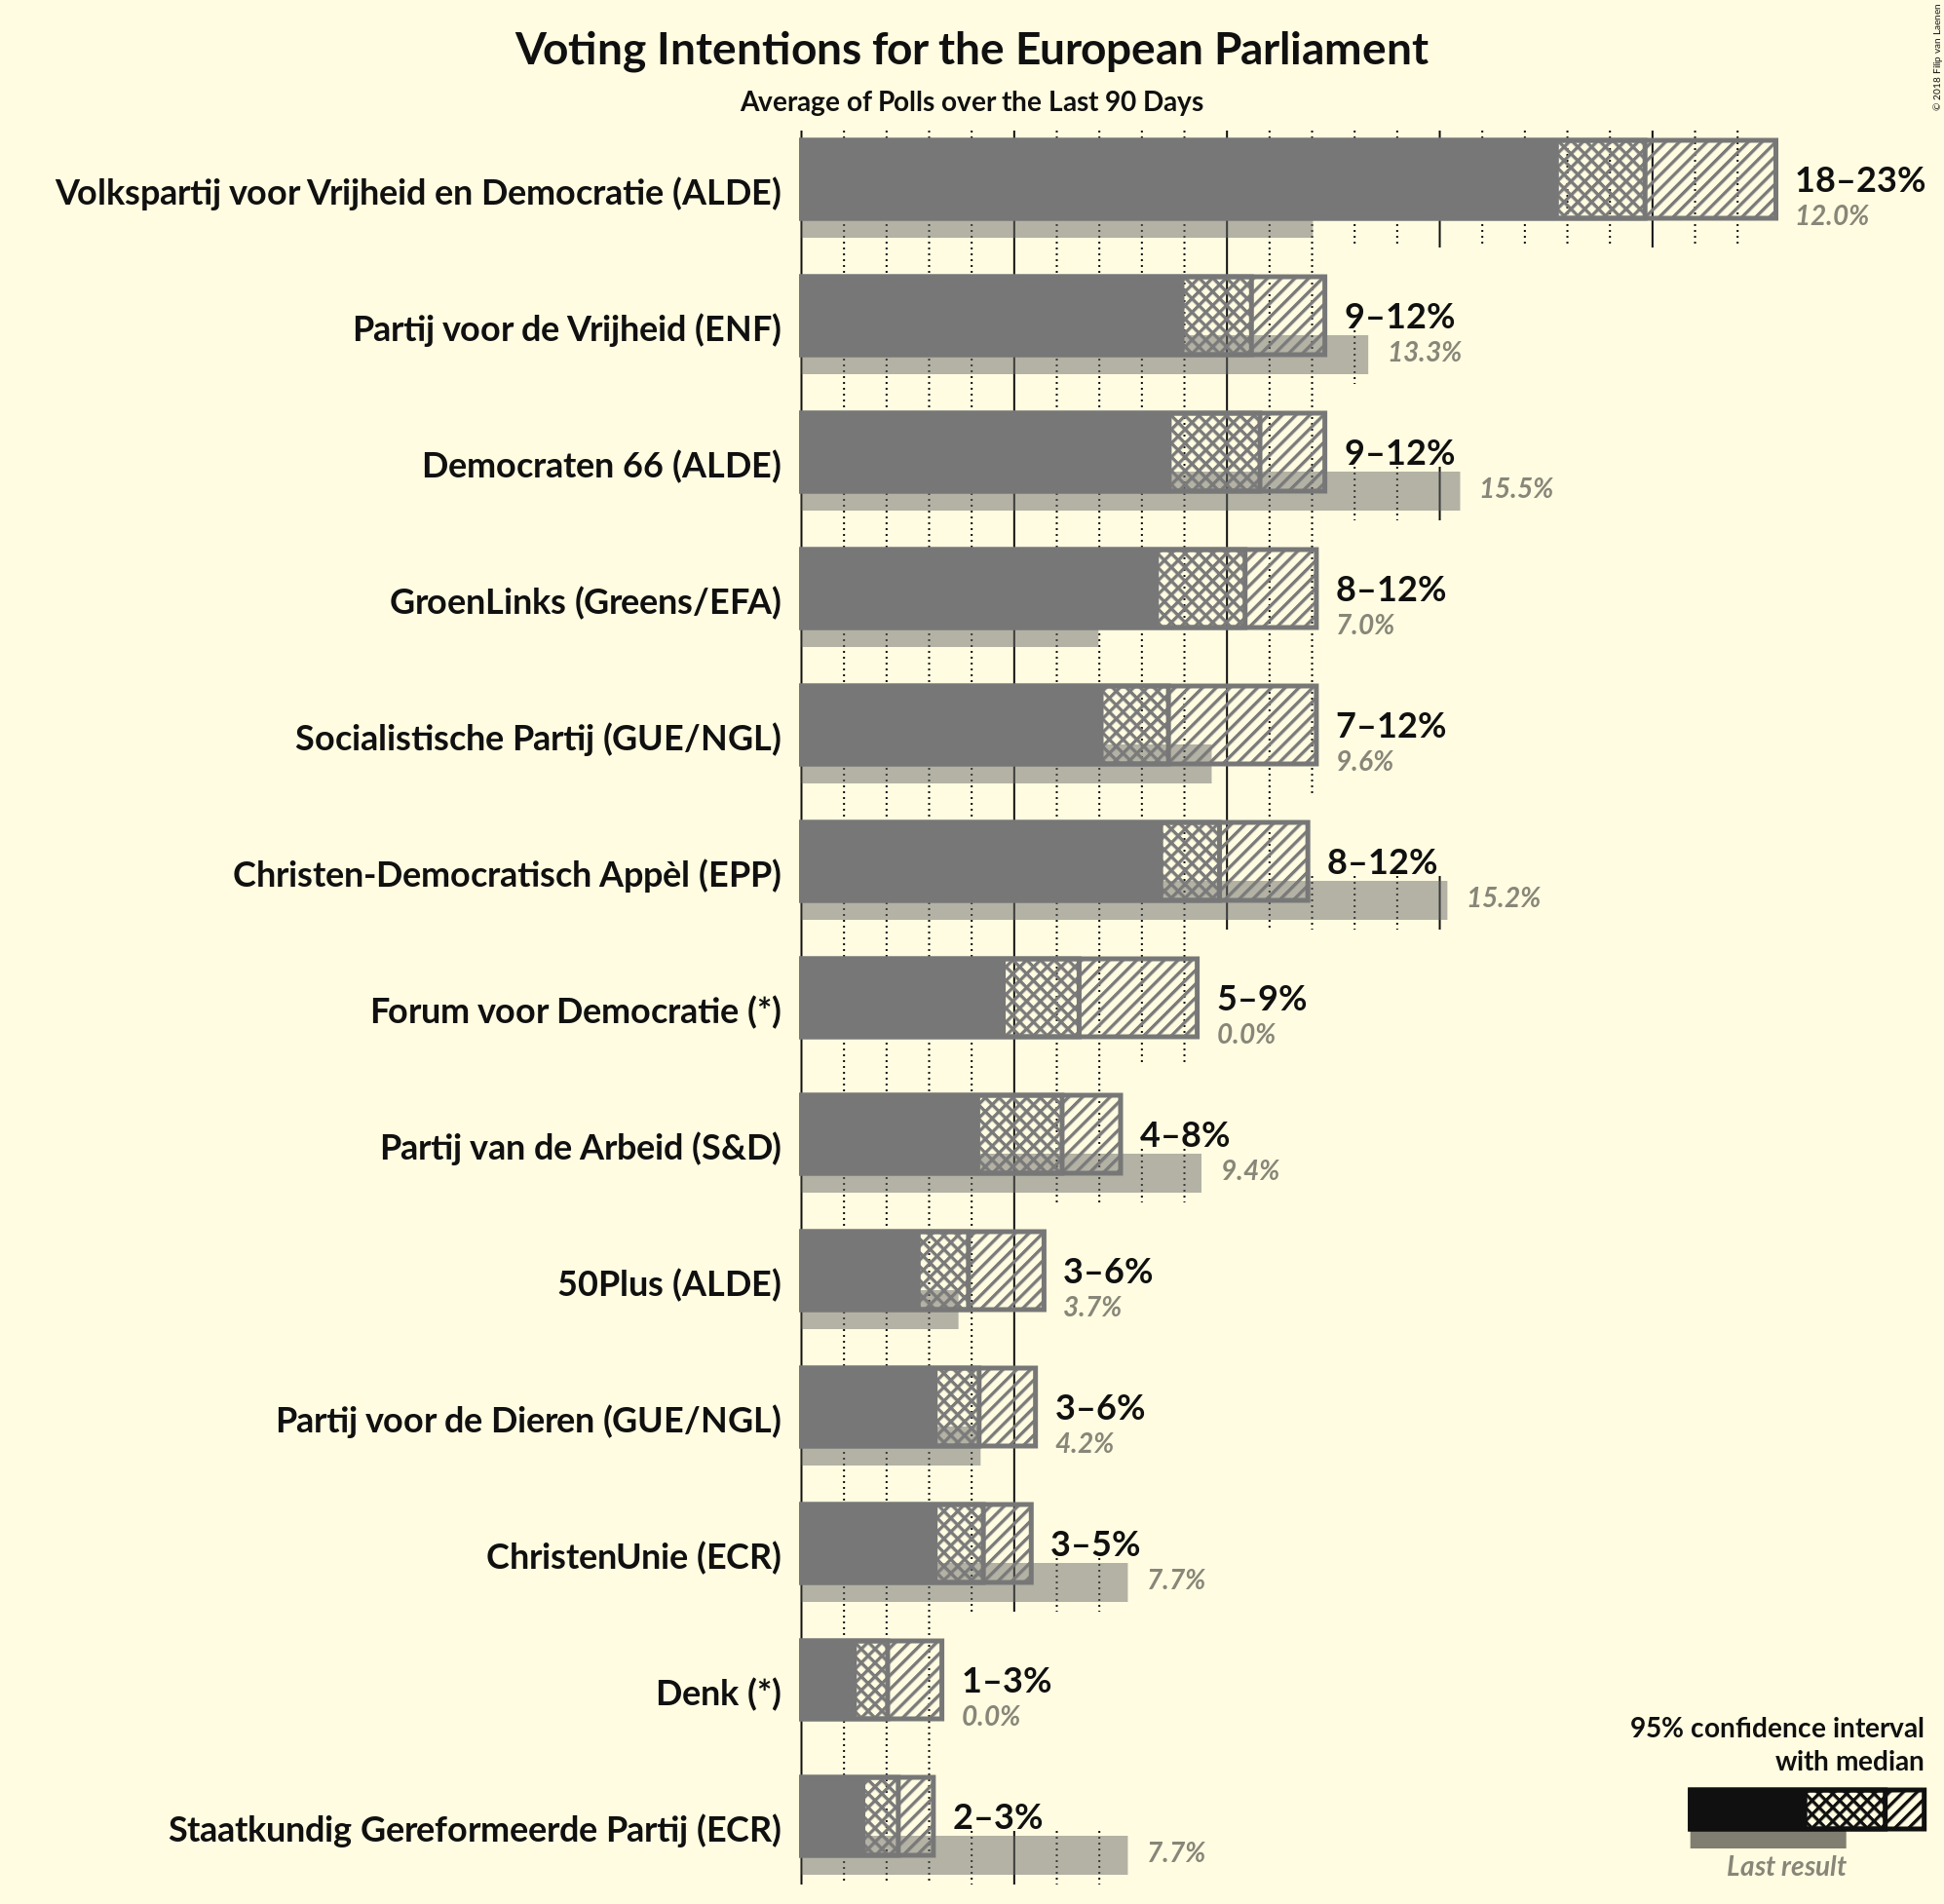 Voting Intentions for the European Parliament
Average of Polls over the Last 90 Days
© 2018 Filip van Laenen
Volkspartij voor Vrijheid en Democratie (ALDE)
18–23%
12.0%
Partij voor de Vrijheid (ENF)
9–12%
13.3%
Democraten 66 (ALDE)
9–12%
15.5%
GroenLinks (Greens/EFA)
8–12%
7.0%
Socialistische Partij (GUE/NGL)
7–12%
9.6%
Christen-Democratisch Appèl (EPP)
8–12%
15.2%
Forum voor Democratie (*)
5–9%
0.0%
Partij van de Arbeid (S&D)
4–8%
9.4%
50Plus (ALDE)
3–6%
3.7%
Partij voor de Dieren (GUE/NGL)
3–6%
4.2%
ChristenUnie (ECR)
3–5%
7.7%
Denk (*)
1–3%
0.0%
Staatkundig Gereformeerde Partij (ECR)
2–3%
7.7%
95% confidence interval
with median
Last result